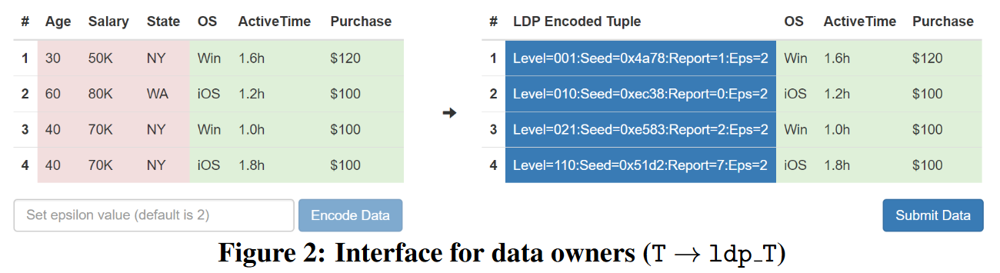 # Age Salary State OS ActiveTime Purchase
1 30 50K NY Win 1.6h $120
2 60 80K WA iOS 1.2h $100
3 40 70K NY Win 1.0h $100
4 40 70K NY iOS 1.8h $100
Set epsilon value (default is 2) Encode Data
# LDP Encoded Tuple OS ActiveTime Purchase
1 Level=001:Seed=0x4a78:Report=1:Eps=2 Win 1.6h $120
2 Level=010:Seed=0xec38:Report=0:Eps=2 iOS 1.2h $100
3 Level=021:Seed=0xe583:Report=2:Eps=2 Win 1.0h $100
4 Level=110:Seed=0x51d2:Report=7:Eps=2 iOS 1.8h $100
Submit Data
Figure 2: Interface for data owners (T → ldp_T)